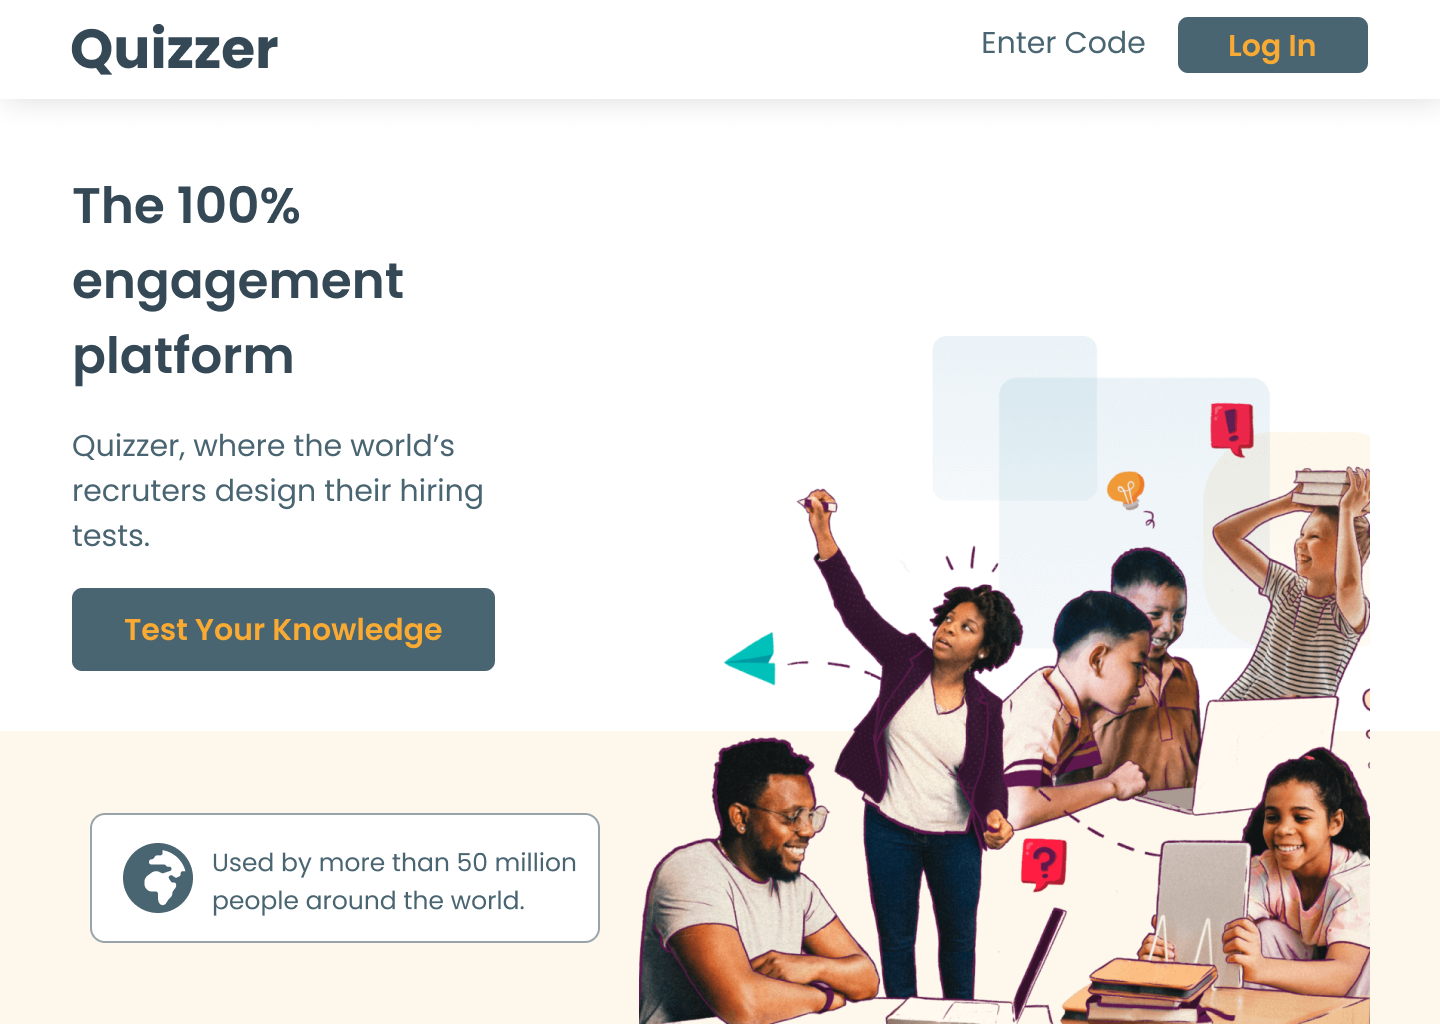 Quizzer
Enter Code
Log In
The 100%
engagement
platform
Quizzer, where the world’s
recruters design their hiring
tests.
Test Your Knowledge
Used by more than 50 million
people around the world.